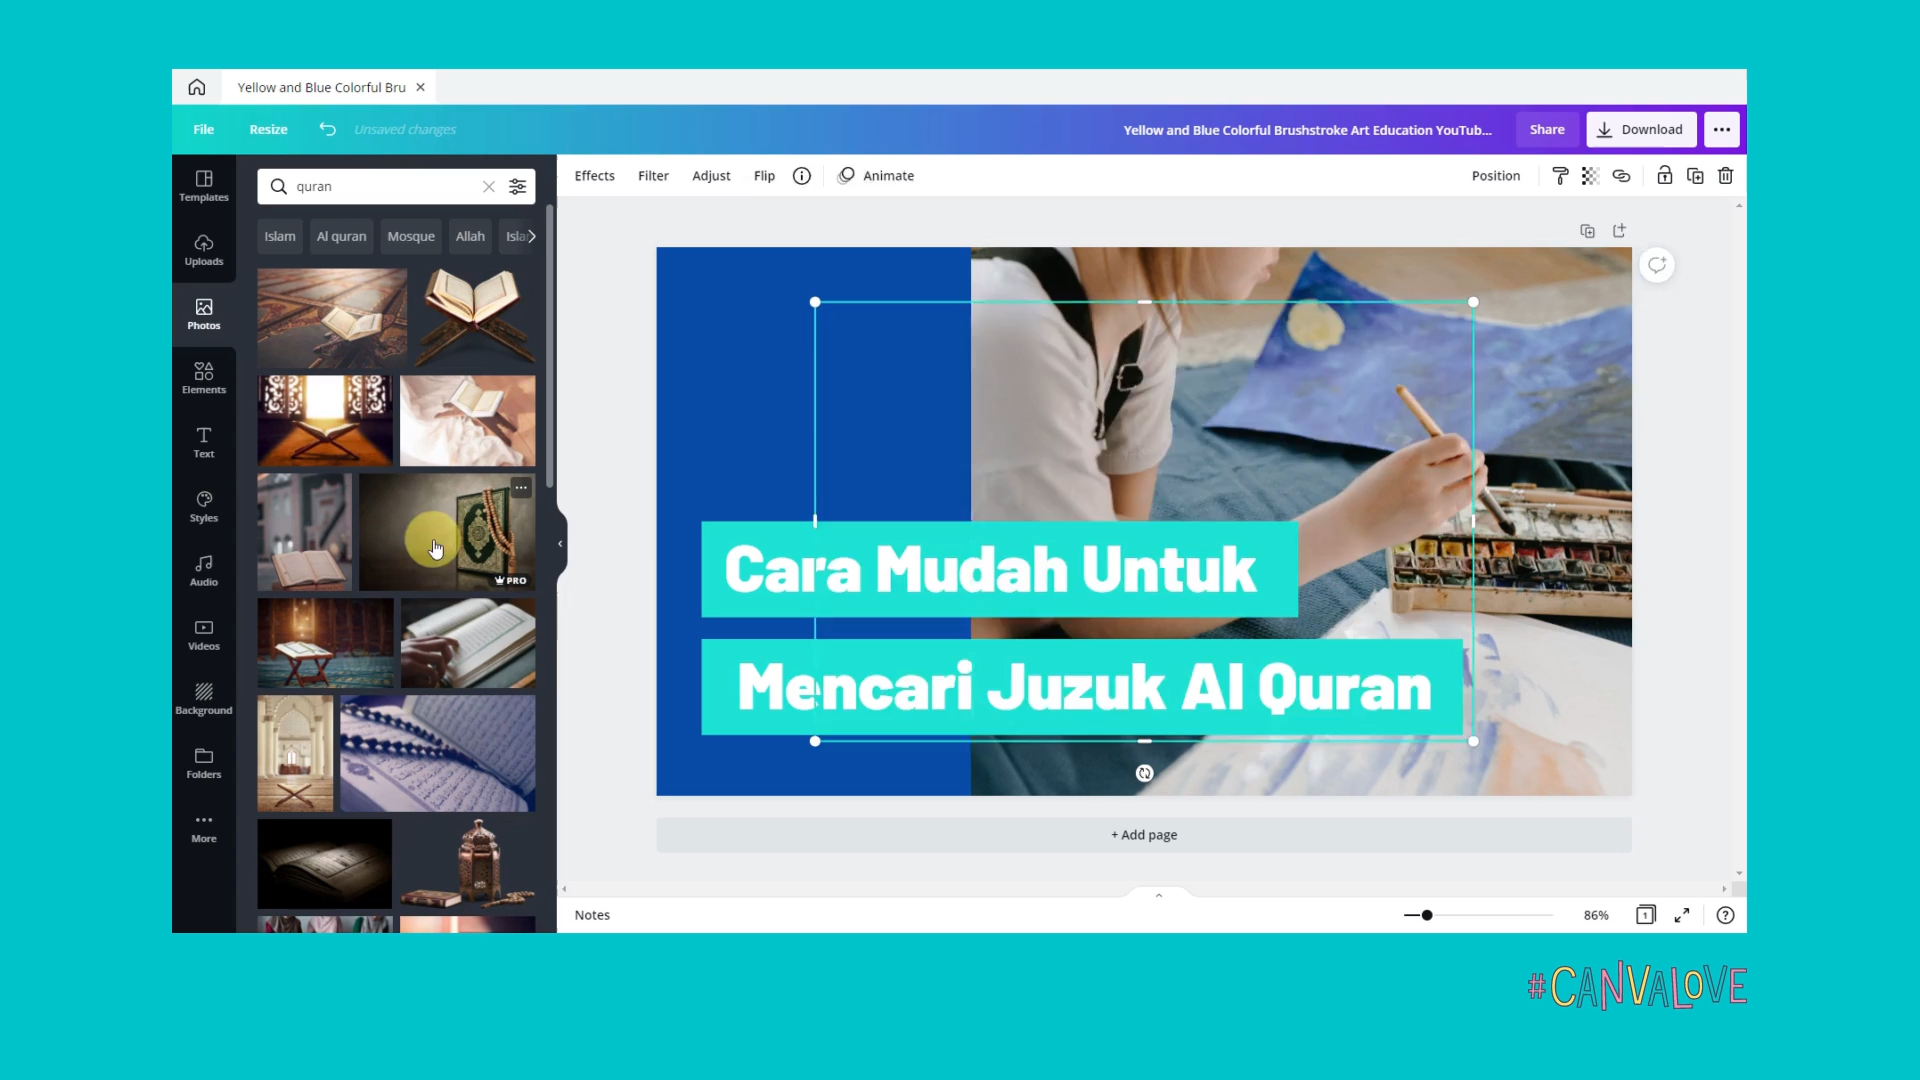 Yellow and Blue Colorful Bru
File
Resize
Unsaved changes
Yellow and Blue Colorful Brushstroke Art Education YouTub...
Share
Download
Templates
Uploads
Photos
Elements
Text
Styles
Audio
Videos
Background
Folders
More
quran
Islam
Al quran
Mosque
Allah
Isla
PRO
Effects
Filter
Adjust
Flip
Animate
Position
Cara Mudah Untuk
Mencari Juzuk Al Quran
+ Add page
Notes
86%
1
#CANVALOVE